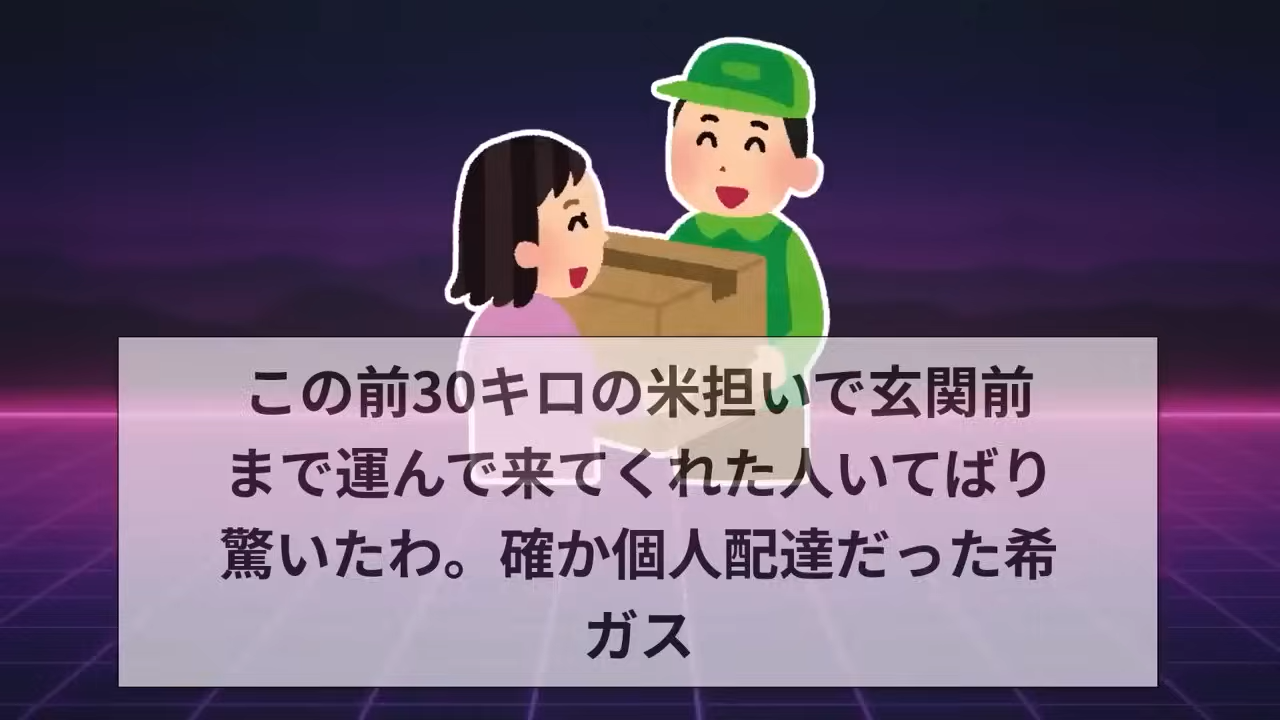 この前30キロの米担いで玄関前
まで運んで来てくれた人いてばり
驚いたわ。確か個人配達だった希
ガス